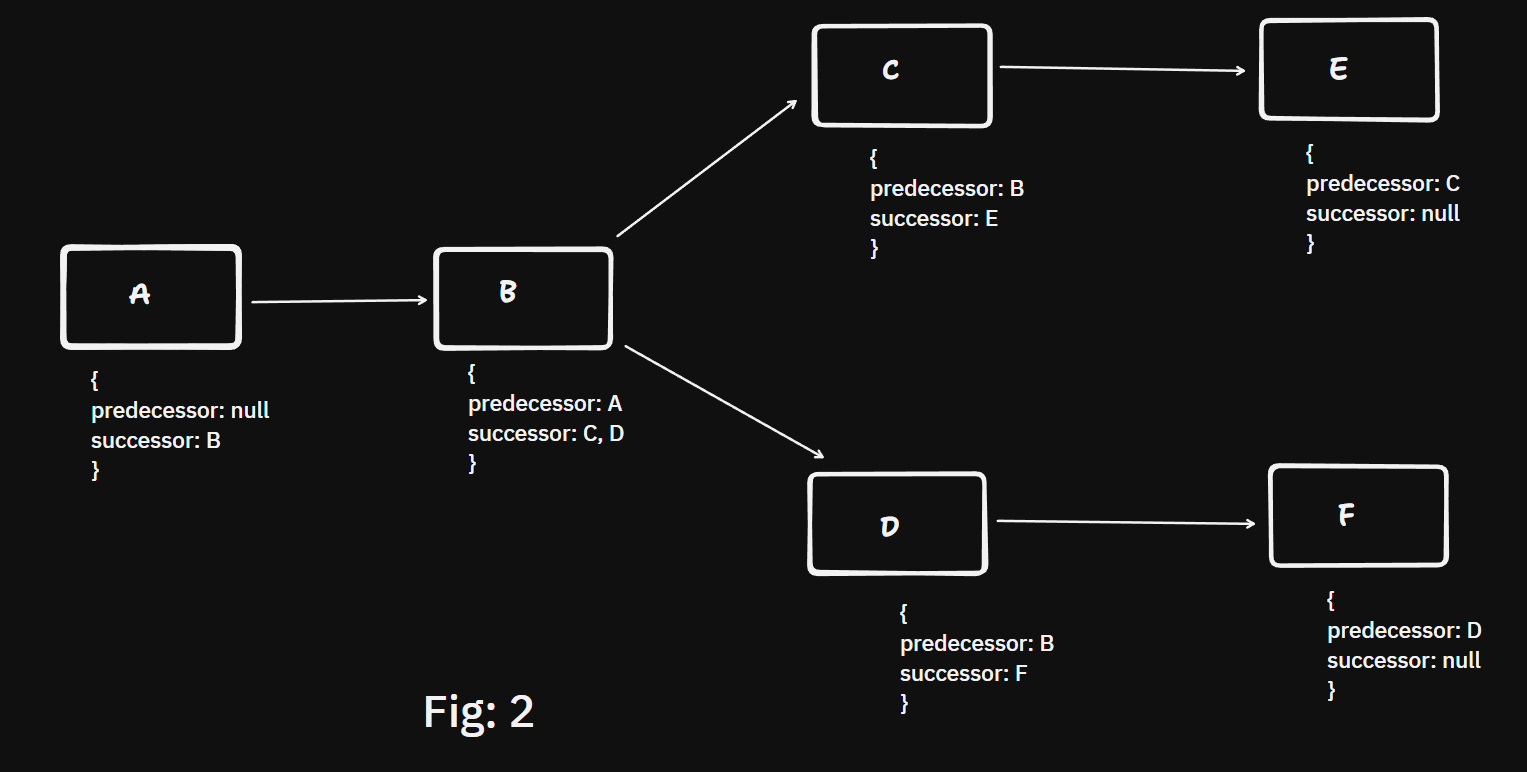 C
{
predecessor: B
successor: E
}
E
{
predecessor: C
successor: null
}
A
{
predecessor: null
successor: B
}
B
{
predecessor: A
successor: C, D
}
D
{
predecessor: B
successor: F
}
F
{
predecessor: D
successor: null
}
Fig: 2